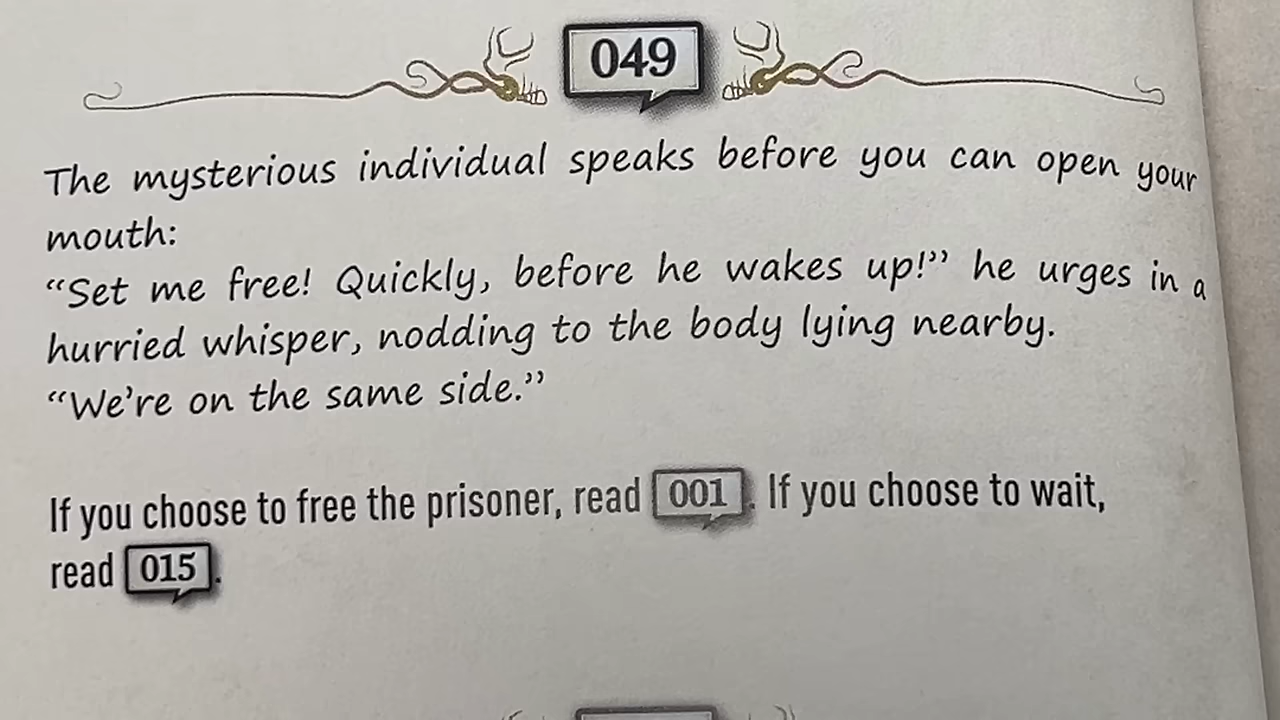 049
The mysterious individual speaks before you can open your
mouth:
“Set me free! Quickly, before he wakes up!” he urges in a
hurried whisper, nodding to the body lying nearby.
“We’re on the same side.”
If you choose to free the prisoner, read 001. If you choose to wait,
read 015.